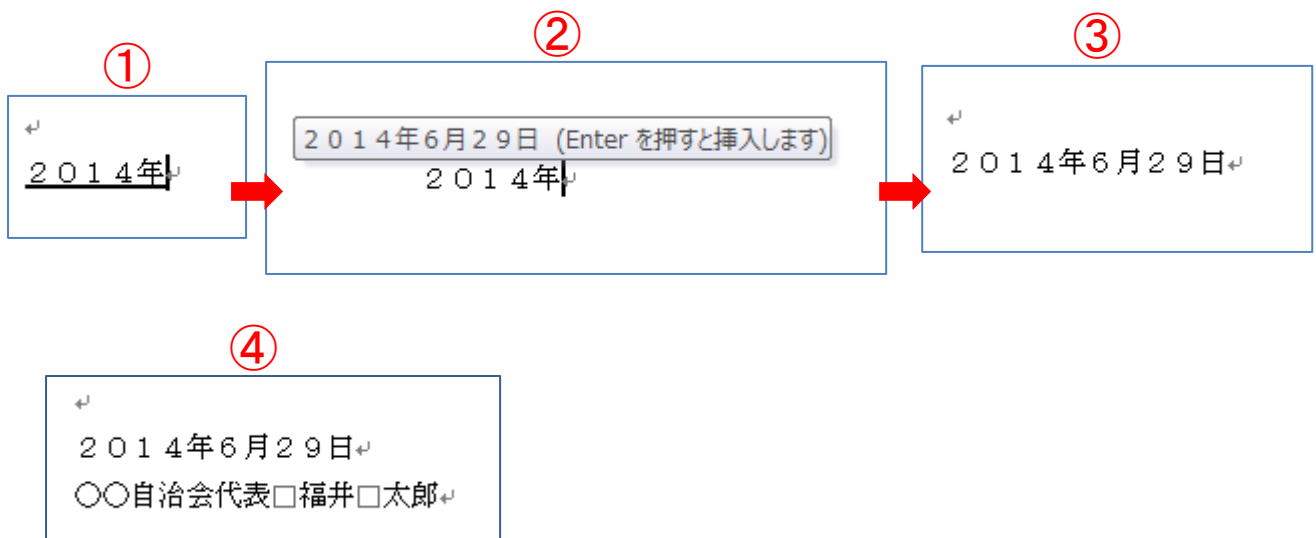 ①
↵
２０１４年↵
②
２０１４年６月２９日 (Enter を押すと挿入します)
２０１４年↵
③
↵
２０１４年６月２９日↵
④
↵
２０１４年６月２９日↵
○○自治会代表□福井□太郎↵